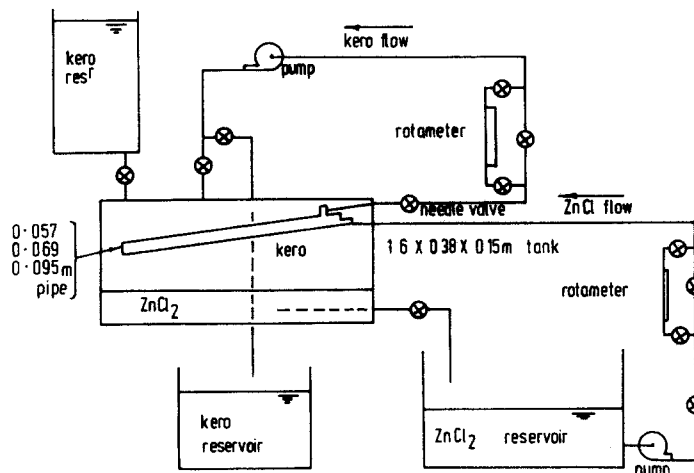 kero
resr
kero flow
pump
rotameter
needle valve
ZnCl flow
0·057
0·069
0·095m
pipe
kero
1·6 X 0·38 X 0·15m tank
ZnCl2
rotameter
kero
reservoir
ZnCl2 reservoir
pump